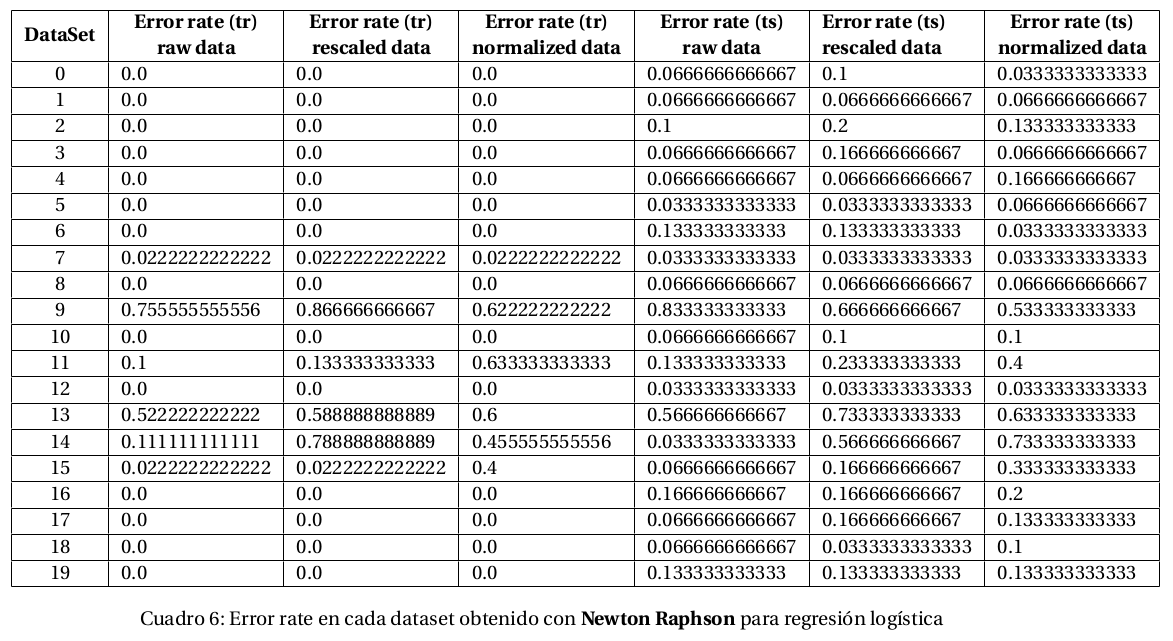 DataSet Error rate (tr) raw data Error rate (tr) rescaled data Error rate (tr) normalized data Error rate (ts) raw data Error rate (ts) rescaled data Error rate (ts) normalized data
0 0.0 0.0 0.0 0.0666666666667 0.1 0.0333333333333
1 0.0 0.0 0.0 0.0666666666667 0.0666666666667 0.0666666666667
2 0.0 0.0 0.0 0.1 0.2 0.133333333333
3 0.0 0.0 0.0 0.0666666666667 0.166666666667 0.0666666666667
4 0.0 0.0 0.0 0.0666666666667 0.0666666666667 0.166666666667
5 0.0 0.0 0.0 0.0333333333333 0.0333333333333 0.0666666666667
6 0.0 0.0 0.0 0.133333333333 0.133333333333 0.0333333333333
7 0.0222222222222 0.0222222222222 0.0222222222222 0.0333333333333 0.0333333333333 0.0333333333333
8 0.0 0.0 0.0 0.0666666666667 0.0666666666667 0.0666666666667
9 0.755555555556 0.866666666667 0.622222222222 0.833333333333 0.666666666667 0.533333333333
10 0.0 0.0 0.0 0.0666666666667 0.1 0.1
11 0.1 0.133333333333 0.633333333333 0.133333333333 0.233333333333 0.4
12 0.0 0.0 0.0 0.0333333333333 0.0333333333333 0.0333333333333
13 0.522222222222 0.588888888889 0.6 0.566666666667 0.733333333333 0.633333333333
14 0.111111111111 0.788888888889 0.455555555556 0.0333333333333 0.566666666667 0.733333333333
15 0.0222222222222 0.0222222222222 0.4 0.0666666666667 0.166666666667 0.333333333333
16 0.0 0.0 0.0 0.166666666667 0.166666666667 0.2
17 0.0 0.0 0.0 0.0666666666667 0.166666666667 0.133333333333
18 0.0 0.0 0.0 0.0666666666667 0.0333333333333 0.1
19 0.0 0.0 0.0 0.133333333333 0.133333333333 0.133333333333
Cuadro 6: Error rate en cada dataset obtenido con Newton Raphson para regresión logística